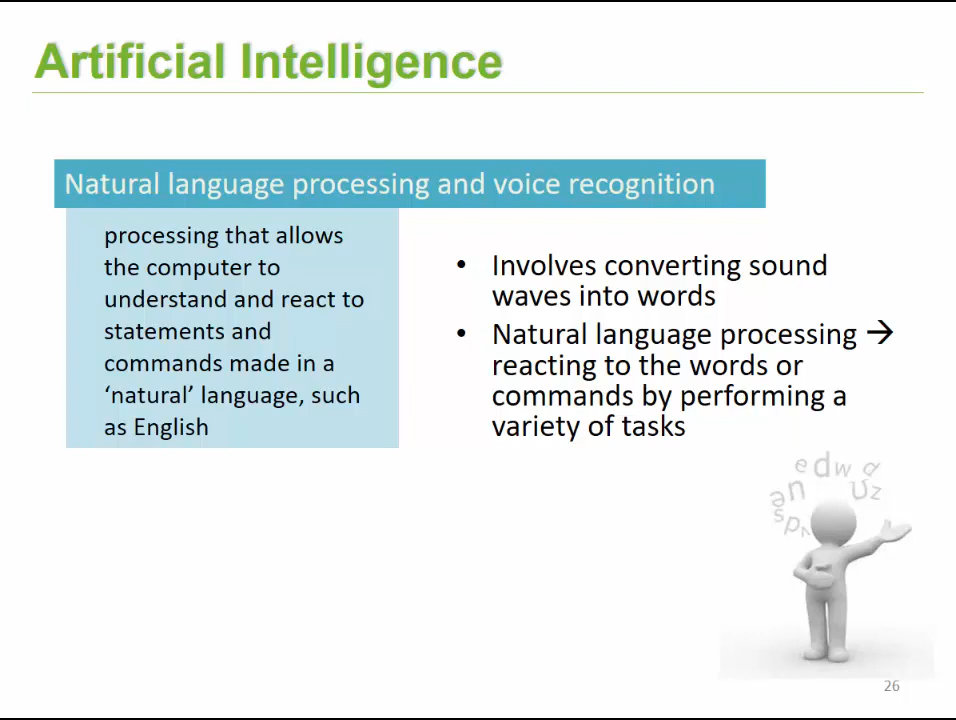 Artificial Intelligence
Natural language processing and voice recognition
processing that allows
the computer to
understand and react to
statements and
commands made in a
‘natural’ language, such
as English
• Involves converting sound
waves into words
• Natural language processing →
reacting to the words or
commands by performing a
variety of tasks
26